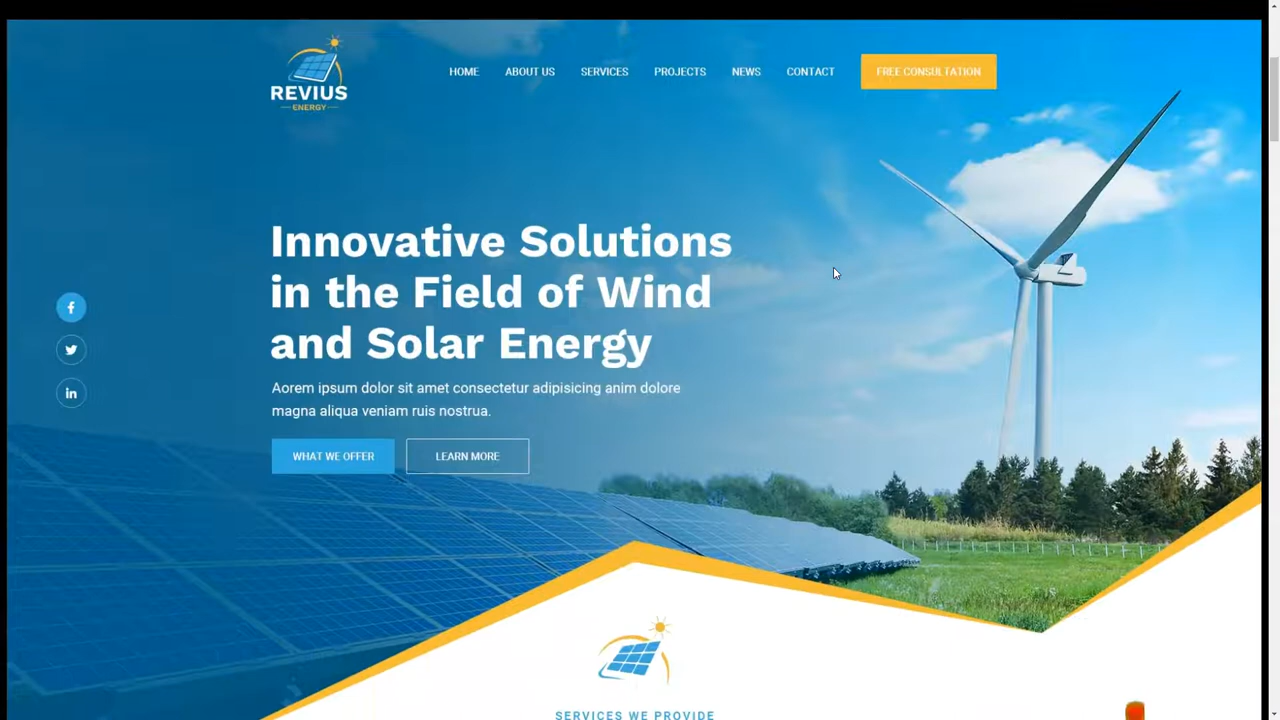 REVIUS
ENERGY
HOME ABOUT US SERVICES PROJECTS NEWS CONTACT FREE CONSULTATION
Innovative Solutions
in the Field of Wind
and Solar Energy
Aorem ipsum dolor sit amet consectetur adipisicing anim dolore
magna aliqua veniam ruis nostrua.
WHAT WE OFFER LEARN MORE
SERVICES WE PROVIDE